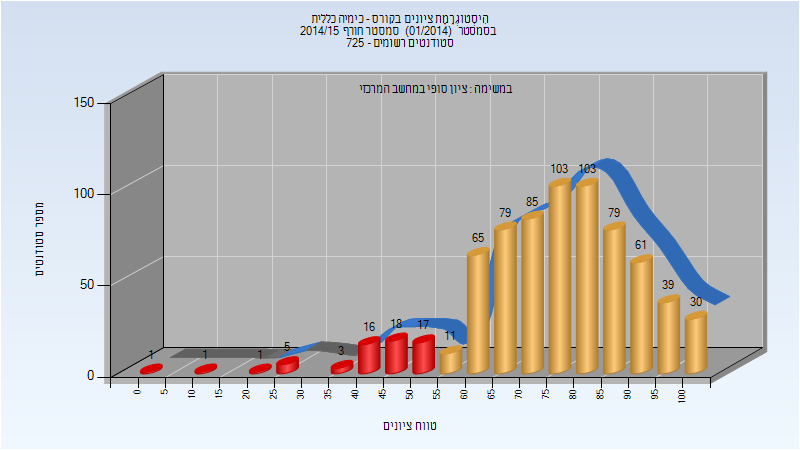 היסטוגרמת ציונים בקורס - כימיה כללית
בסמסטר (01/2014) סמסטר חורף 2014/15
סטודנטים רשומים - 725
במשימה : ציון סופי במחשב המרכזי
150
100
50
0
מספר סטודנטים
1 1 1 5 3 16 18 17 11 65 79 85 103 103 79 61 39 30
0 5 10 15 20 25 30 35 40 45 50 55 60 65 70 75 80 85 90 95 100
טווח ציונים